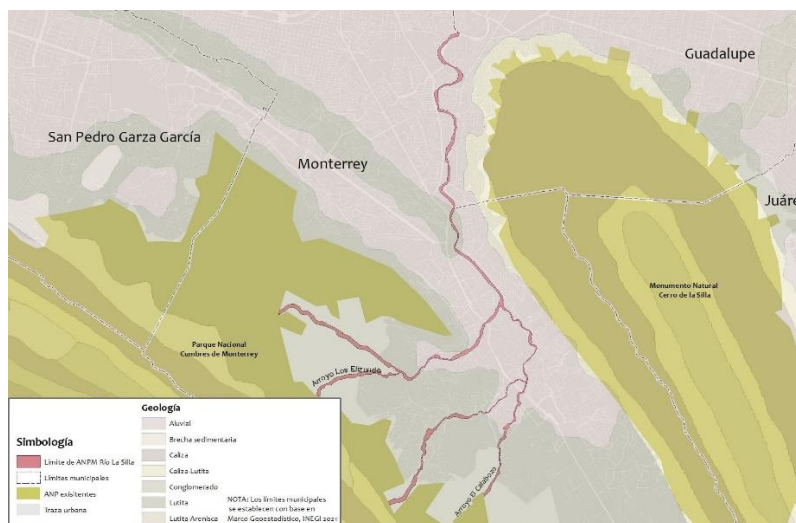 Guadalupe
San Pedro Garza García
Monterrey
Juáre
Monumento Natural
Cerro de la Silla
Parque Nacional
Cumbres de Monterrey
Arroyo Los Elizondo
Arroyo El Calabozo
Simbología
Límite de ANPM Río La Silla
Límites municipales
ANP exisitentes
Traza urbana
Geología
Aluvial
Brecha sedimentaria
Caliza
Caliza-Lutita
Conglomerado
Lutita
Lutita Arenisca
NOTA: Los límites municipales
se establecen con base en
Marco Geoestadístico, INEGI 2021